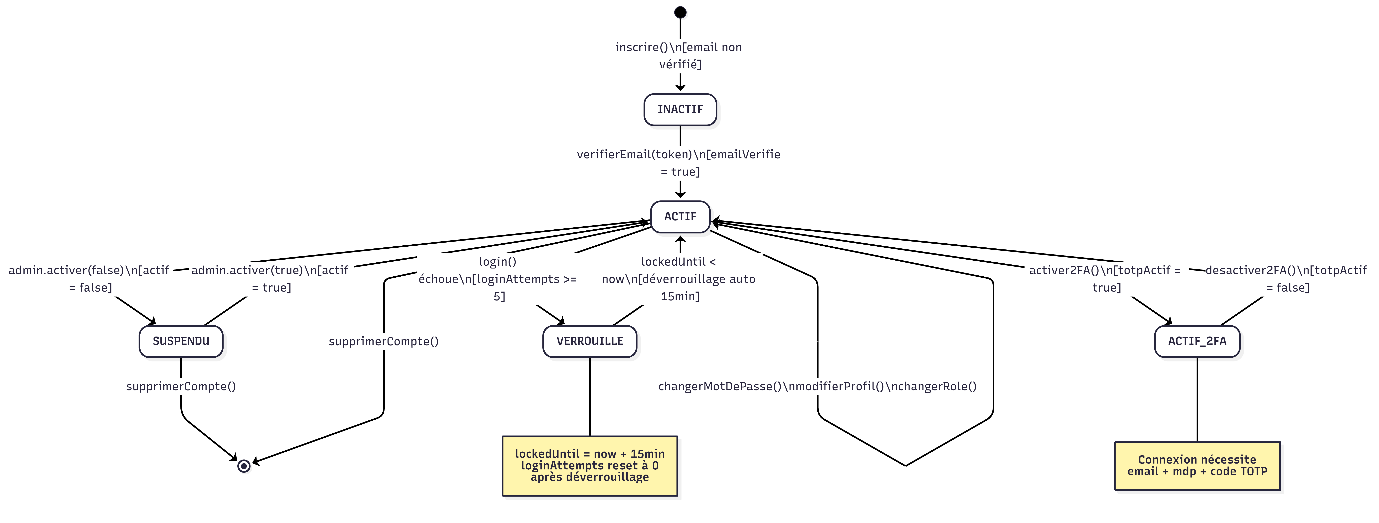 inscrire()\n[email non
vérifié]
INACTIF
verifierEmail(token)\n[emailVerifie
= true]
ACTIF
admin.activer(false)\n[actif
= false]
admin.activer(true)\n[actif
= true]
login()
échoue\n[loginAttempts >=
5]
lockedUntil <
now\n[déverrouillage auto
15min]
activer2FA()\n[totpActif =
true]
desactiver2FA()\n[totpActif
= false]
SUSPENDU
supprimerCompte()
VERROUILLE
ACTIF_2FA
supprimerCompte()
changerMotDePasse()\nmodifierProfil()\nchangerRole()
lockedUntil = now + 15min
loginAttempts reset à 0
après déverrouillage
Connexion nécessite
email + mdp + code TOTP